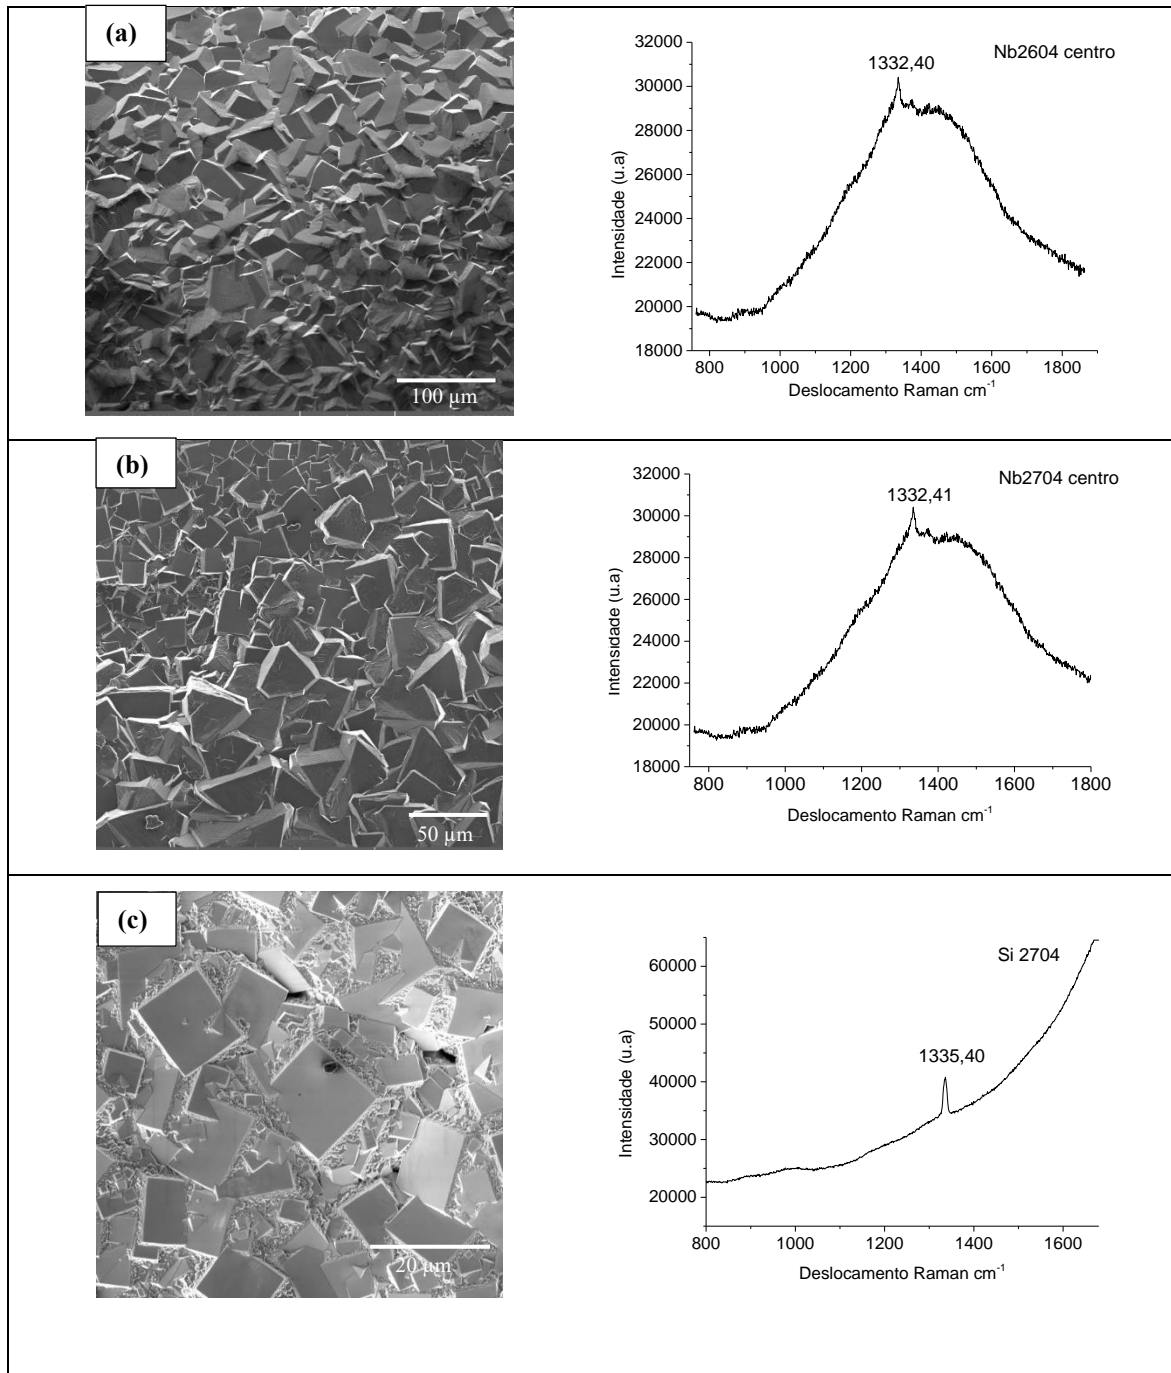 (a)
100 µm
Nb2604 centro
1332,40
32000
30000
28000
26000
24000
22000
20000
18000
Intensidade (u.a)
800 1000 1200 1400 1600 1800
Deslocamento Raman cm-1
(b)
50 µm
Nb2704 centro
1332,41
32000
30000
28000
26000
24000
22000
20000
18000
Intensidade (u.a)
800 1000 1200 1400 1600 1800
Deslocamento Raman cm-1
(c)
20 µm
Si 2704
1335,40
60000
50000
40000
30000
20000
Intensidade (u.a)
800 1000 1200 1400 1600
Deslocamento Raman cm-1